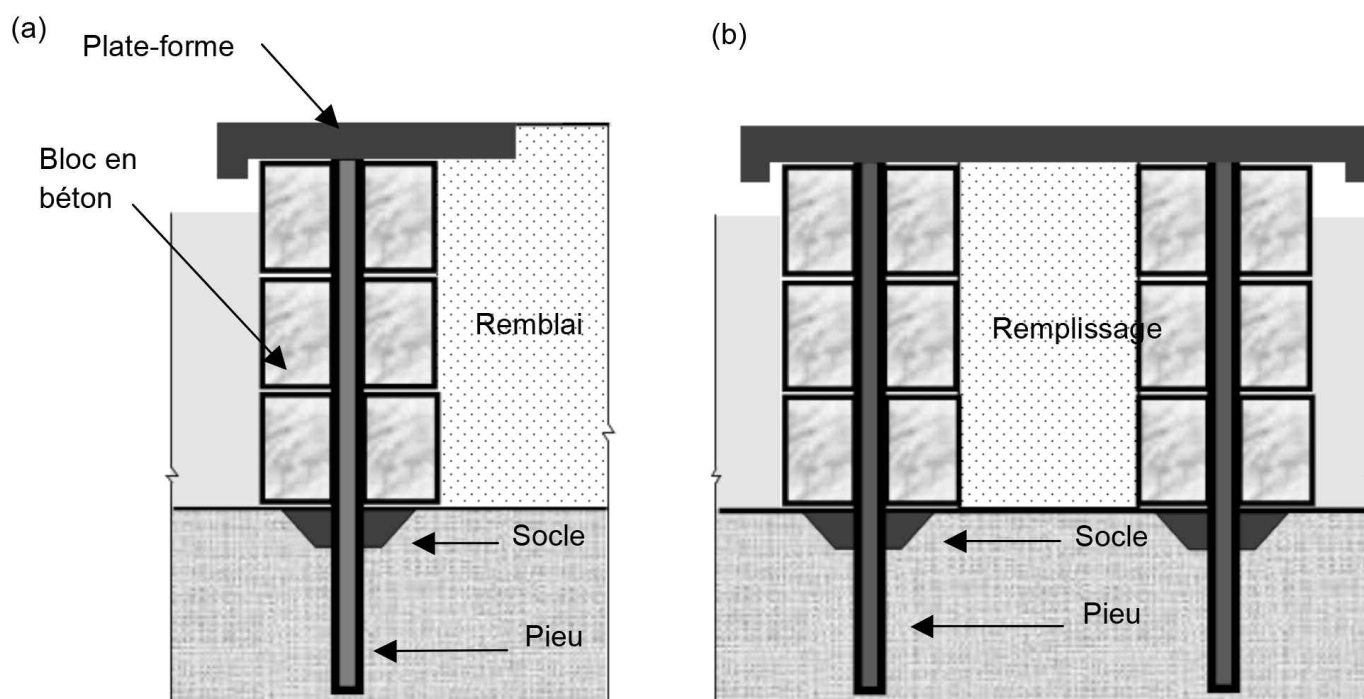 (a)
Plate-forme
Bloc en
béton
Remblai
Socle
Pieu
(b)
Remplissage
Socle
Pieu